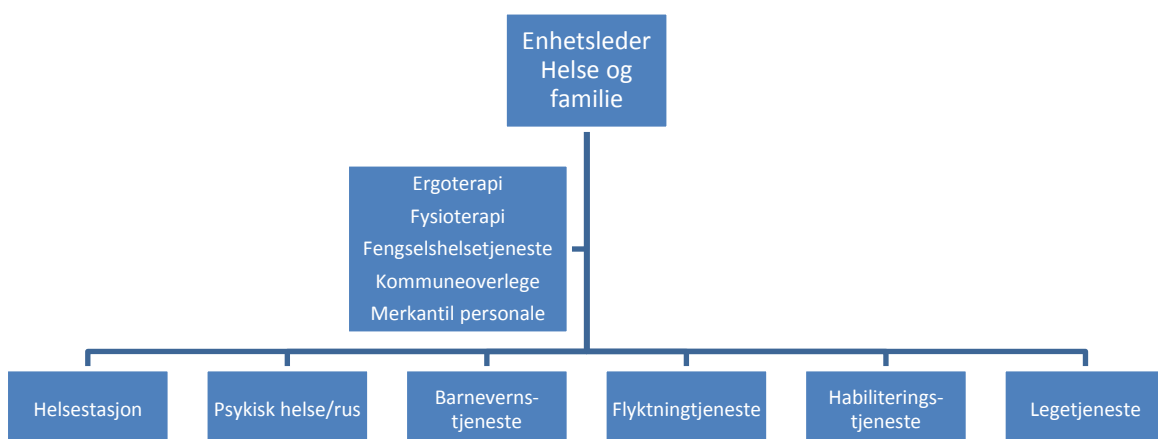 Enhetsleder
Helse og
familie
Ergoterapi
Fysioterapi
Fengselshelsetjeneste
Kommuneoverlege
Merkantil personale
Helsestasjon
Psykisk helse/rus
Barneverns-
tjeneste
Flyktningtjeneste
Habiliterings-
tjeneste
Legetjeneste